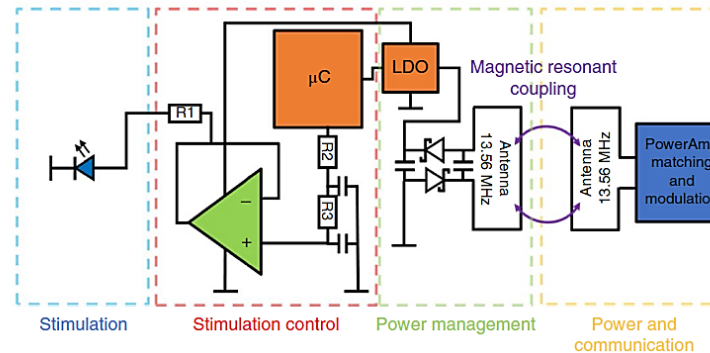 μC
LDO
Magnetic resonant
coupling
R1
R2
R3
−
+
Antenna
13.56 MHz
Antenna
13.56 MHz
PowerAm
matching
and
modulation
Stimulation
Stimulation control
Power management
Power and
communication